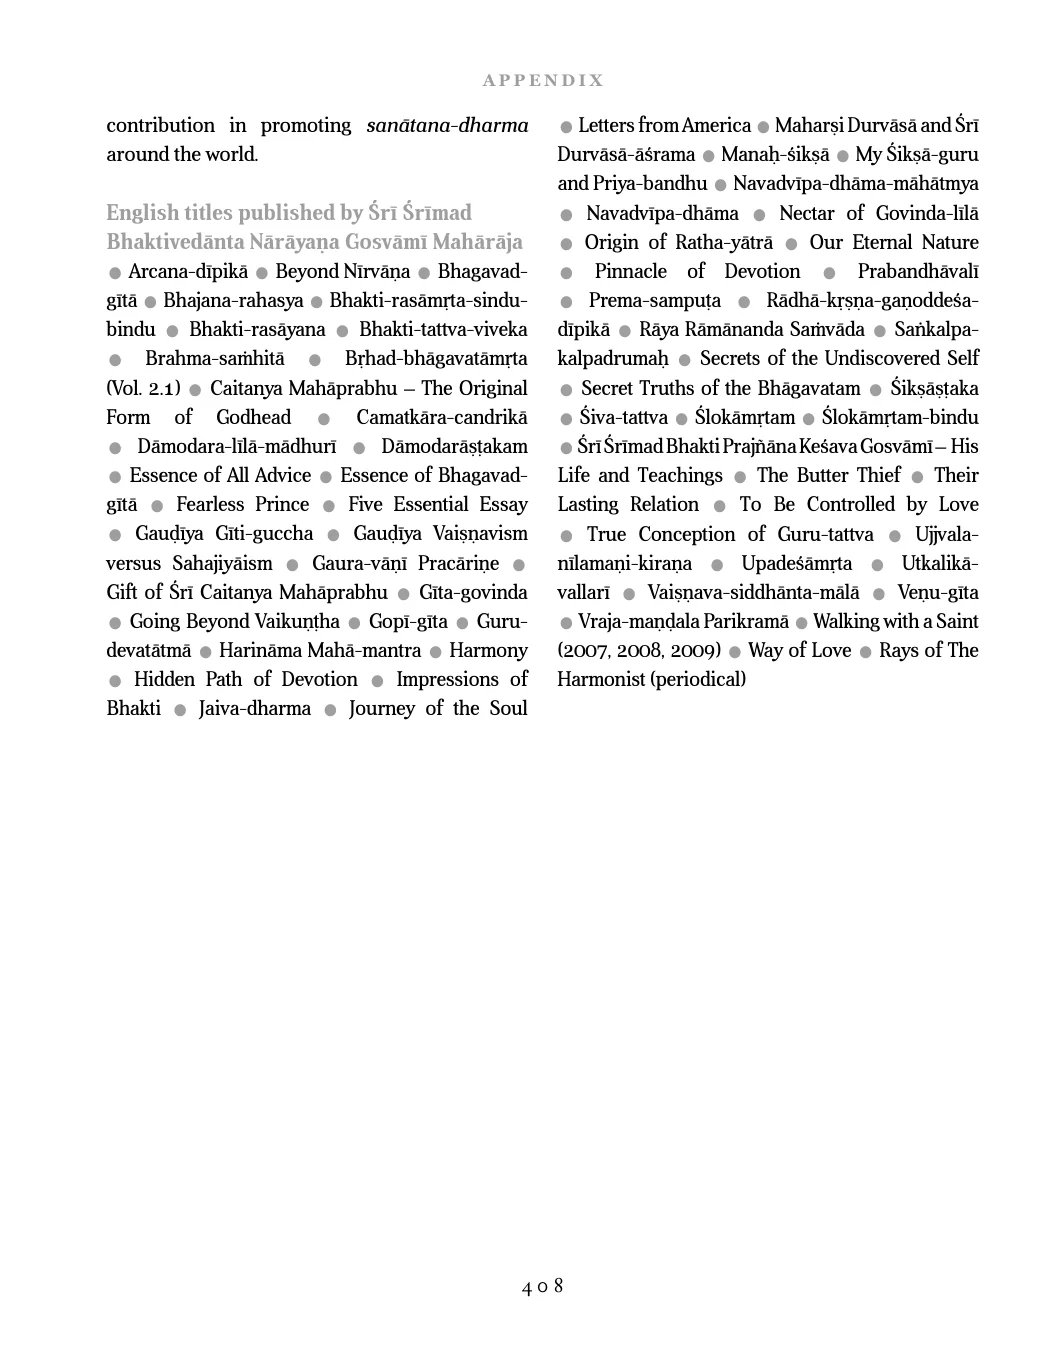 APPENDIX
contribution in promoting sanātana-dharma
around the world.
English titles published by Śrī Śrīmad
Bhaktivedānta Nārāyaṇa Gosvāmī Mahārāja
● Arcana-dīpikā ● Beyond Nīrvāṇa ● Bhagavad-
gītā ● Bhajana-rahasya ● Bhakti-rasāmṛta-sindu-
bindu ● Bhakti-rasāyana ● Bhakti-tattva-viveka
● Brahma-saṁhitā ● Bṛhad-bhāgavatāmṛta
(Vol. 2.1) ● Caitanya Mahāprabhu – The Original
Form of Godhead ● Camatkāra-candrikā
● Dāmodara-līlā-mādhurī ● Dāmodarāṣṭakam
● Essence of All Advice ● Essence of Bhagavad-
gītā ● Fearless Prince ● Five Essential Essay
● Gauḍīya Gīti-guccha ● Gauḍīya Vaiṣṇavism
versus Sahajiyāism ● Gaura-vāṇī Pracāriṇe ●
Gift of Śrī Caitanya Mahāprabhu ● Gīta-govinda
● Going Beyond Vaikuṇṭha ● Gopī-gīta ● Guru-
devatātmā ● Harināma Mahā-mantra ● Harmony
● Hidden Path of Devotion ● Impressions of
Bhakti ● Jaiva-dharma ● Journey of the Soul
● Letters from America ● Maharṣi Durvāsā and Śrī
Durvāsā-āśrama ● Manaḥ-śikṣā ● My Śikṣā-guru
and Priya-bandhu ● Navadvīpa-dhāma-māhātmya
● Navadvīpa-dhāma ● Nectar of Govinda-līlā
● Origin of Ratha-yātrā ● Our Eternal Nature
● Pinnacle of Devotion ● Prabandhāvalī
● Prema-sampuṭa ● Rādhā-kṛṣṇa-gaṇoddeśa-
dīpikā ● Rāya Rāmānanda Saṁvāda ● Saṅkalpa-
kalpadrumaḥ ● Secrets of the Undiscovered Self
● Secret Truths of the Bhāgavatam ● Śikṣāṣṭaka
● Śiva-tattva ● Ślokāmṛtam ● Ślokāmṛtam-bindu
● Śrī Śrīmad Bhakti Prajñāna Keśava Gosvāmī – His
Life and Teachings ● The Butter Thief ● Their
Lasting Relation ● To Be Controlled by Love
● True Conception of Guru-tattva ● Ujjvala-
nīlamaṇi-kiraṇa ● Upadeśāmṛta ● Utkalikā-
vallarī ● Vaiṣṇava-siddhānta-mālā ● Veṇu-gīta
● Vraja-maṇḍala Parikramā ● Walking with a Saint
(2007, 2008, 2009) ● Way of Love ● Rays of The
Harmonist (periodical)
408